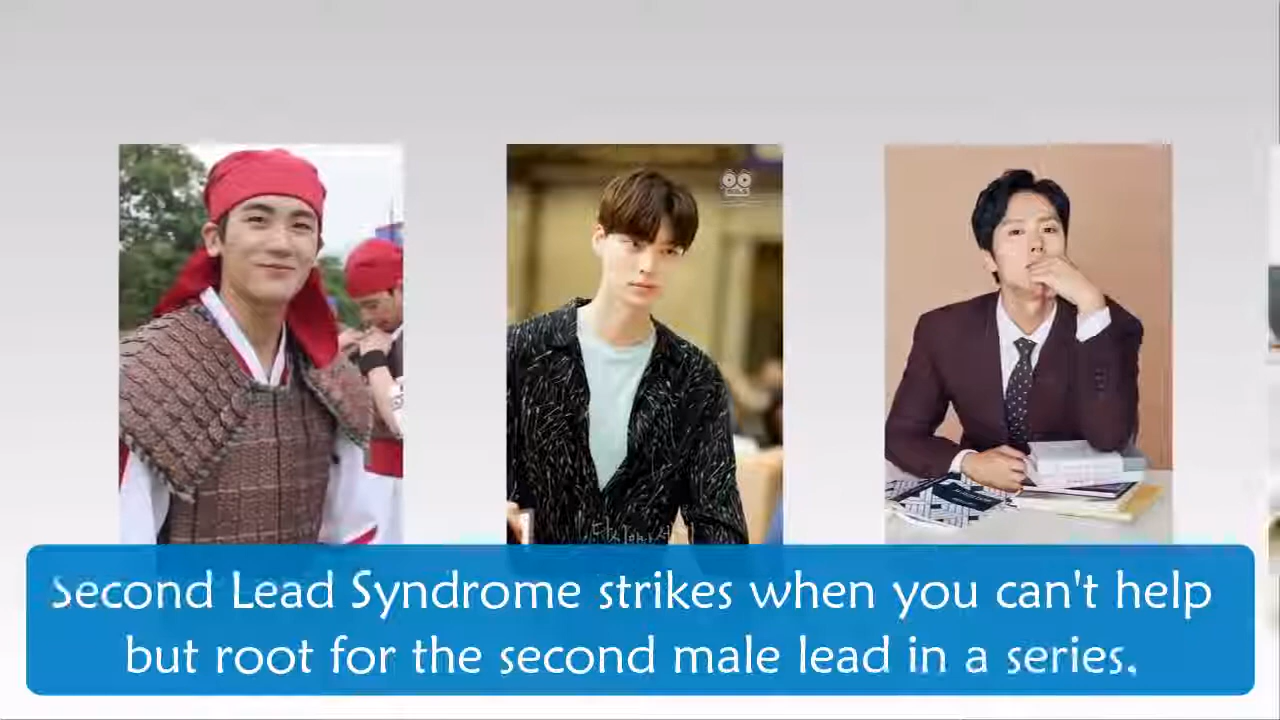 Second Lead Syndrome strikes when you can't help
but root for the second male lead in a series.